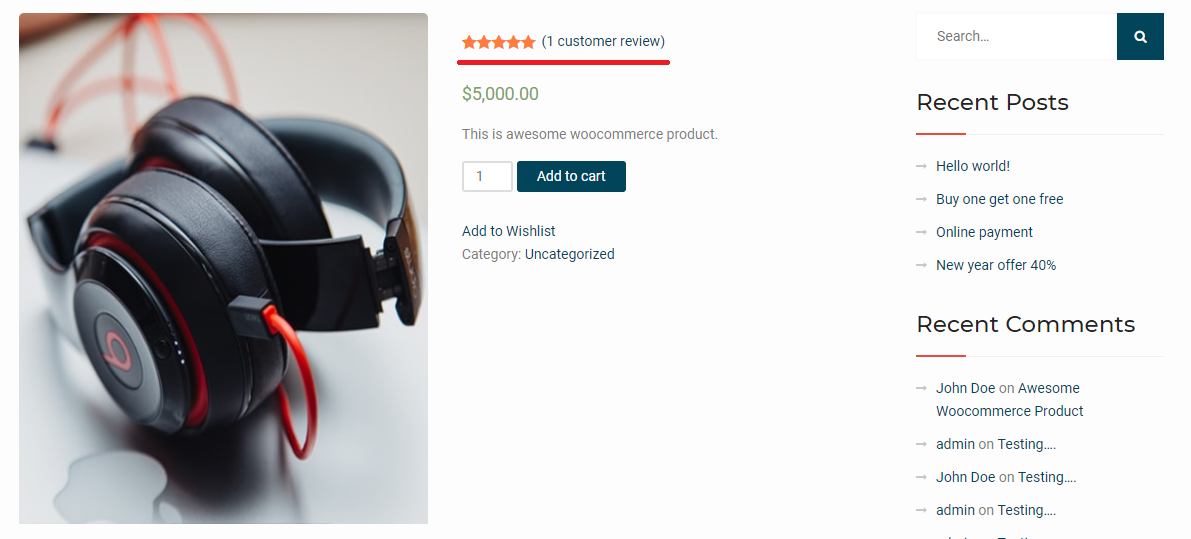 (1 customer review)
$5,000.00
This is awesome woocommerce product.
1
Add to cart
Add to Wishlist
Category: Uncategorized
Search...
Recent Posts
Hello world!
Buy one get one free
Online payment
New year offer 40%
Recent Comments
John Doe on Awesome
Woocommerce Product
admin on Testing....
John Doe on Testing....
admin on Testing....